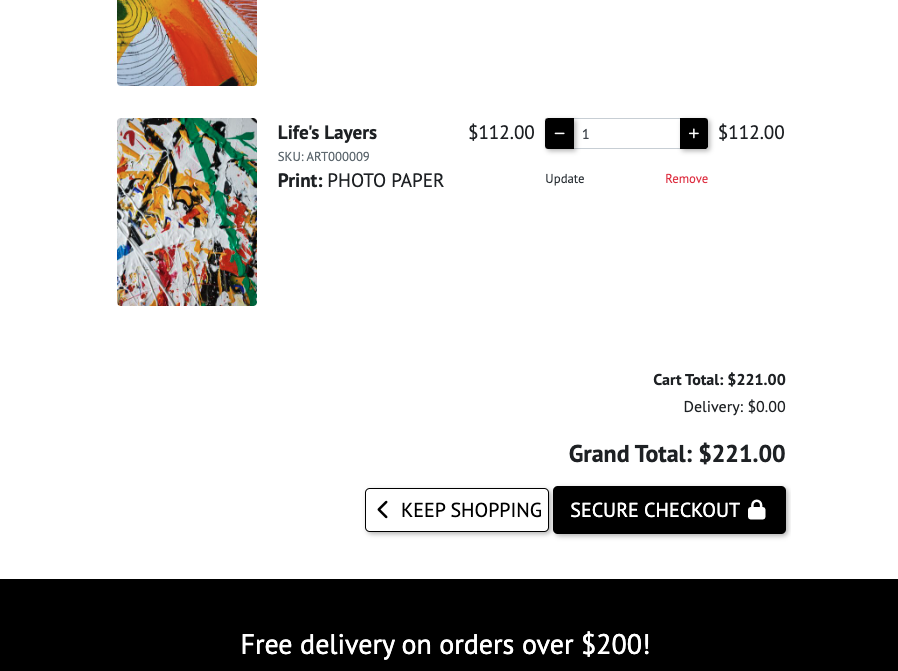 Life's Layers
SKU: ART000009
Print: PHOTO PAPER
$112.00
− 1 +
$112.00
Update
Remove
Cart Total: $221.00
Delivery: $0.00
Grand Total: $221.00
KEEP SHOPPING
SECURE CHECKOUT
Free delivery on orders over $200!